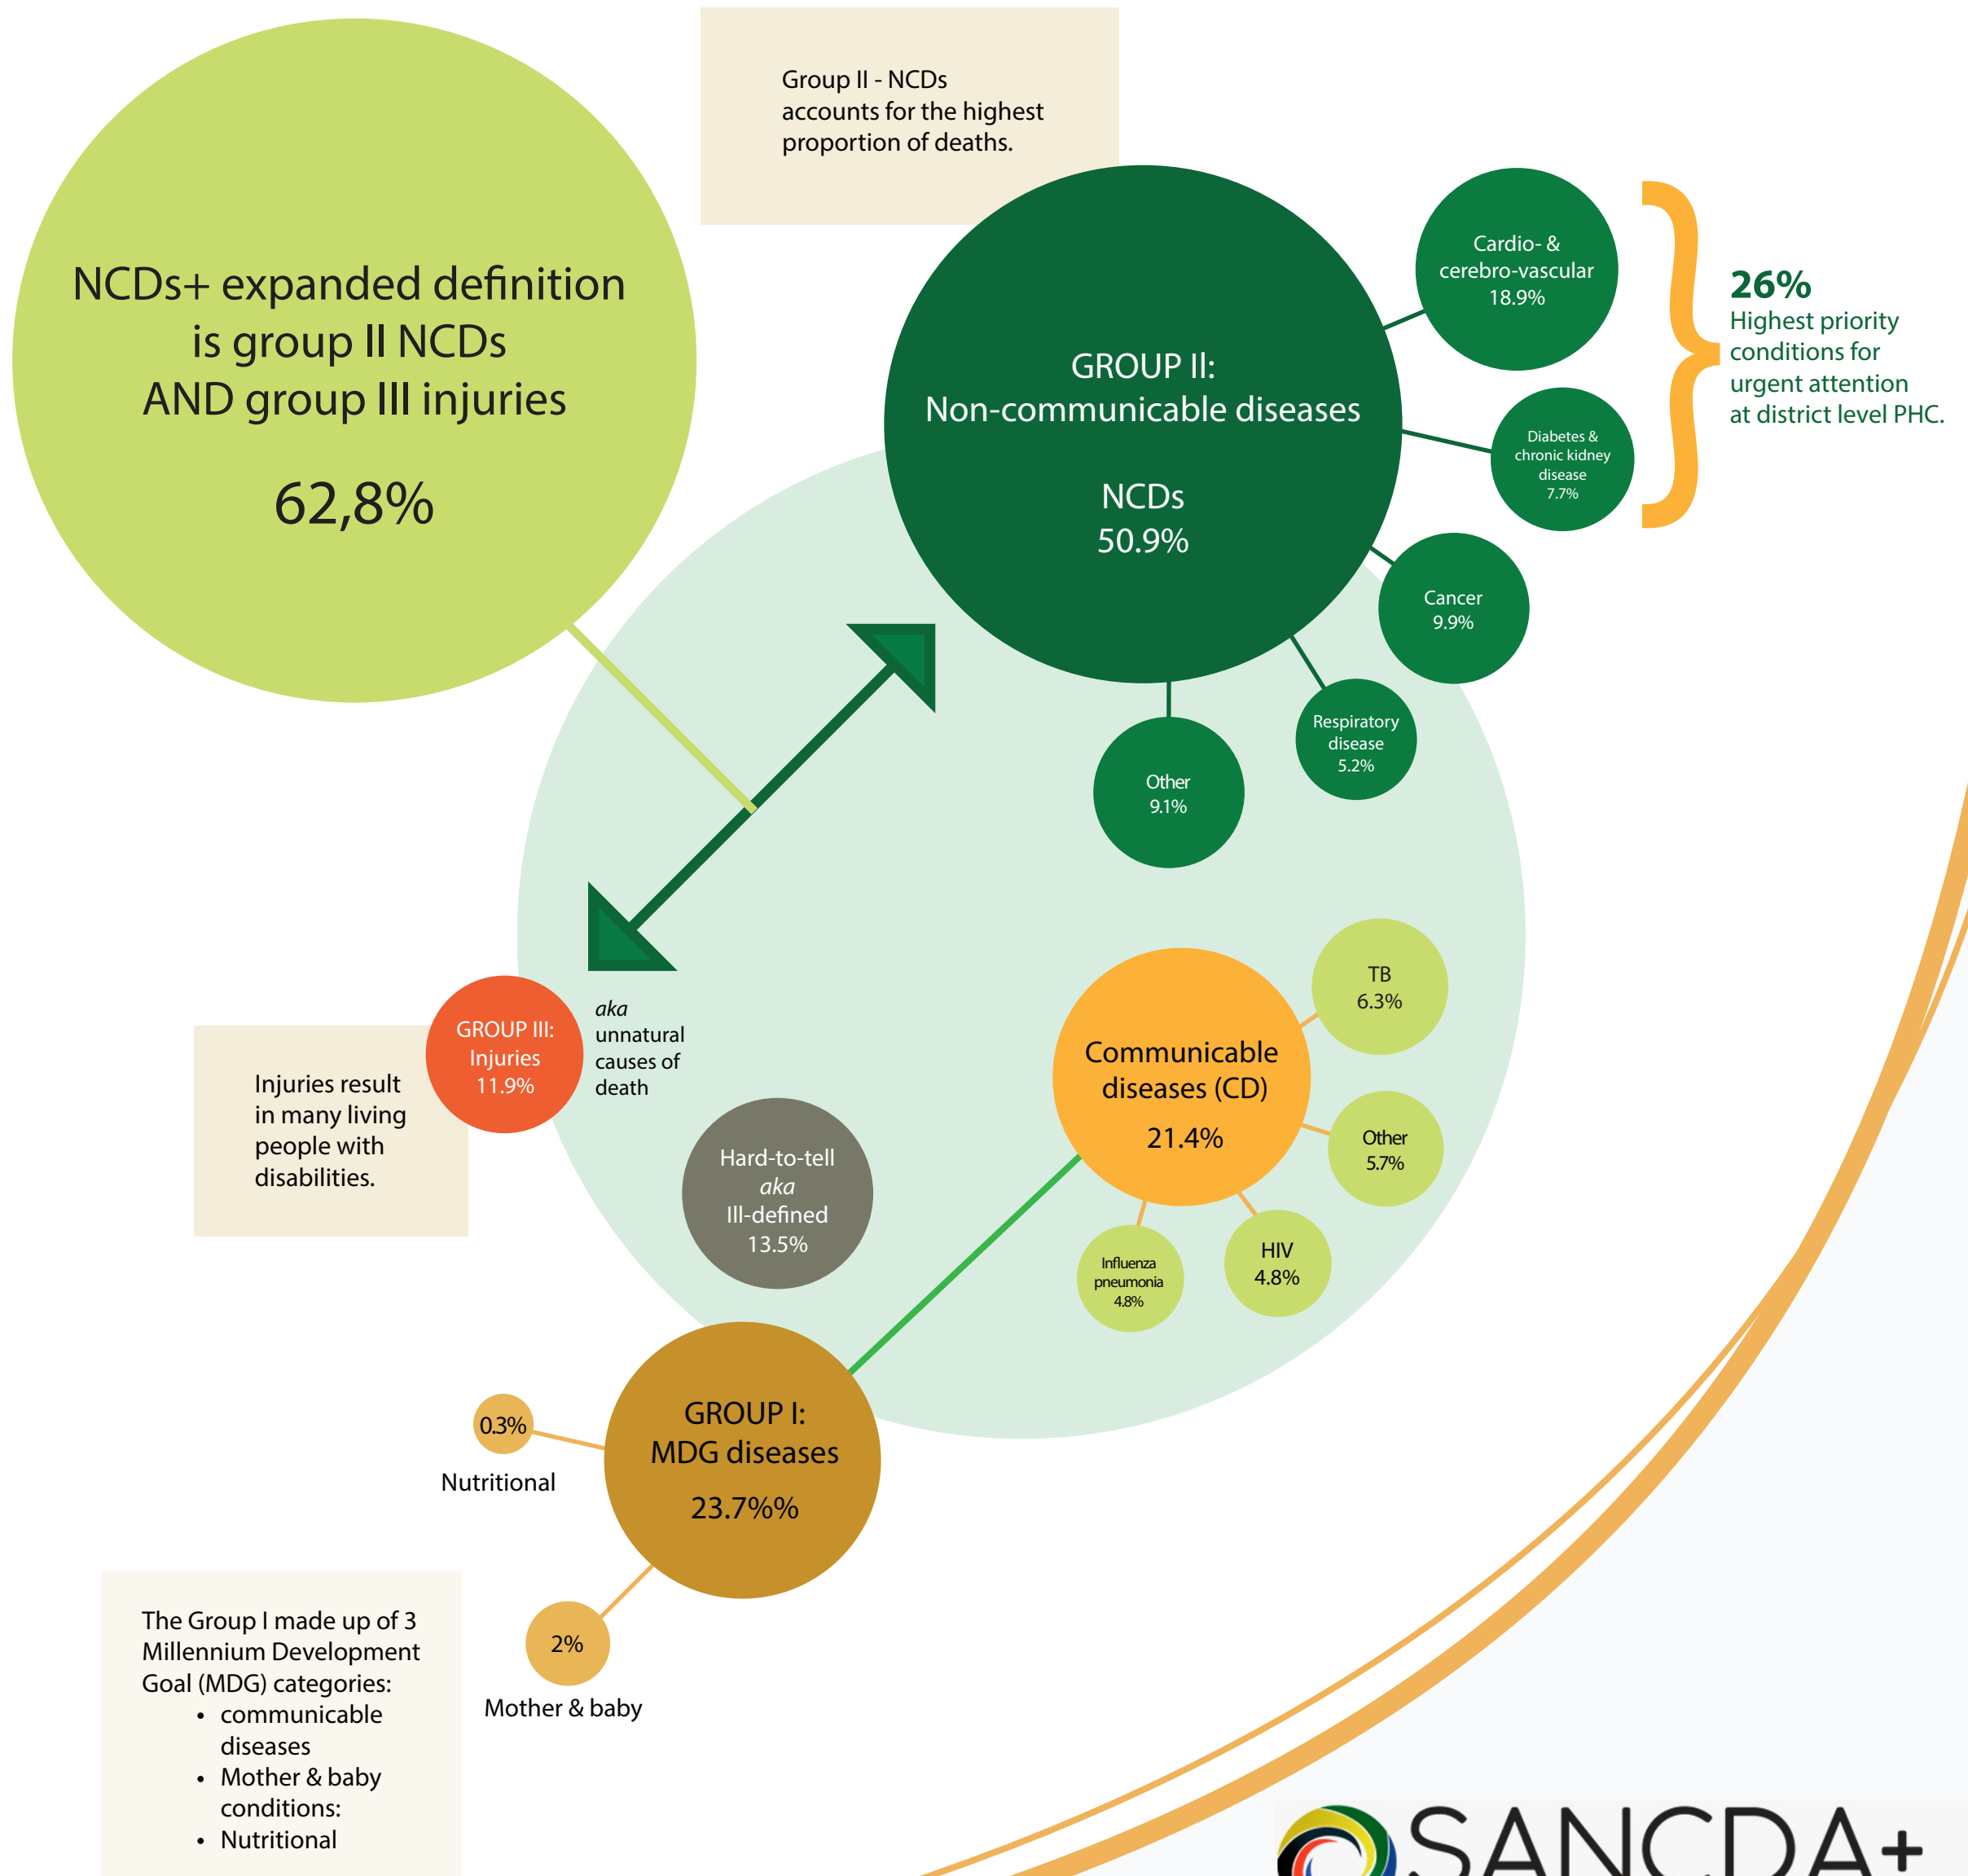 Group II - NCDs
accounts for the highest
proportion of deaths.
NCDs+ expanded definition
is group II NCDs
AND group III injuries
62,8%
GROUP II:
Non-communicable diseases
NCDs
50.9%
Cardio- &
cerebro-vascular
18.9%
Diabetes &
chronic kidney
disease
7.7%
26%
Highest priority
conditions for
urgent attention
at district level PHC.
Cancer
9.9%
Respiratory
disease
5.2%
Other
9.1%
GROUP III:
Injuries
11.9%
aka
unnatural
causes of
death
Injuries result
in many living
people with
disabilities.
Hard-to-tell
aka
Ill-defined
13.5%
Communicable
diseases (CD)
21.4%
TB
6.3%
Other
5.7%
HIV
4.8%
Influenza
pneumonia
4.8%
GROUP I:
MDG diseases
23.7%%
0.3%
Nutritional
2%
Mother & baby
The Group I made up of 3
Millennium Development
Goal (MDG) categories:
• communicable
diseases
• Mother & baby
conditions:
• Nutritional
SANCDA+